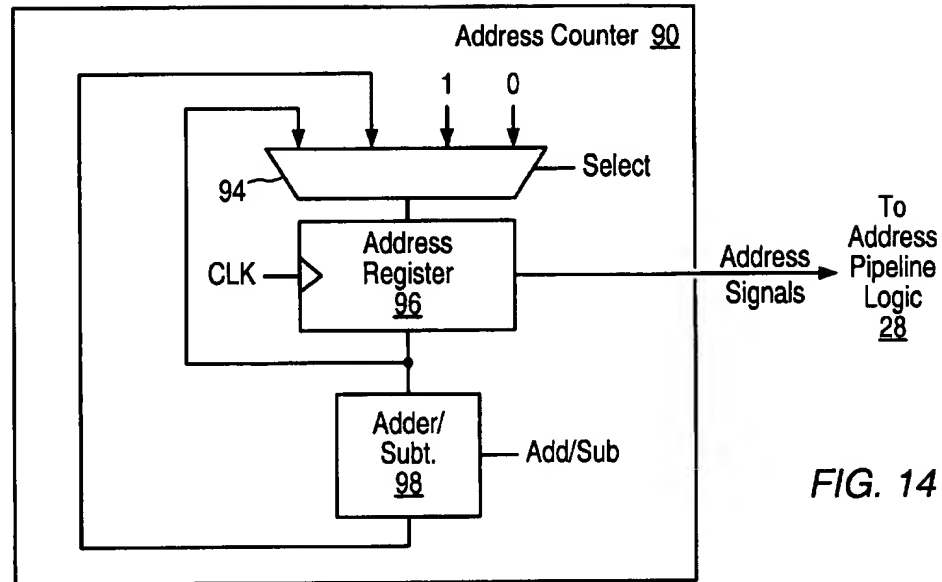 Address Counter 90
1 0
94
Select
Address
Register
96
CLK
Address
Signals
To
Address
Pipeline
Logic
28
Adder/
Subt.
98
Add/Sub
FIG. 14